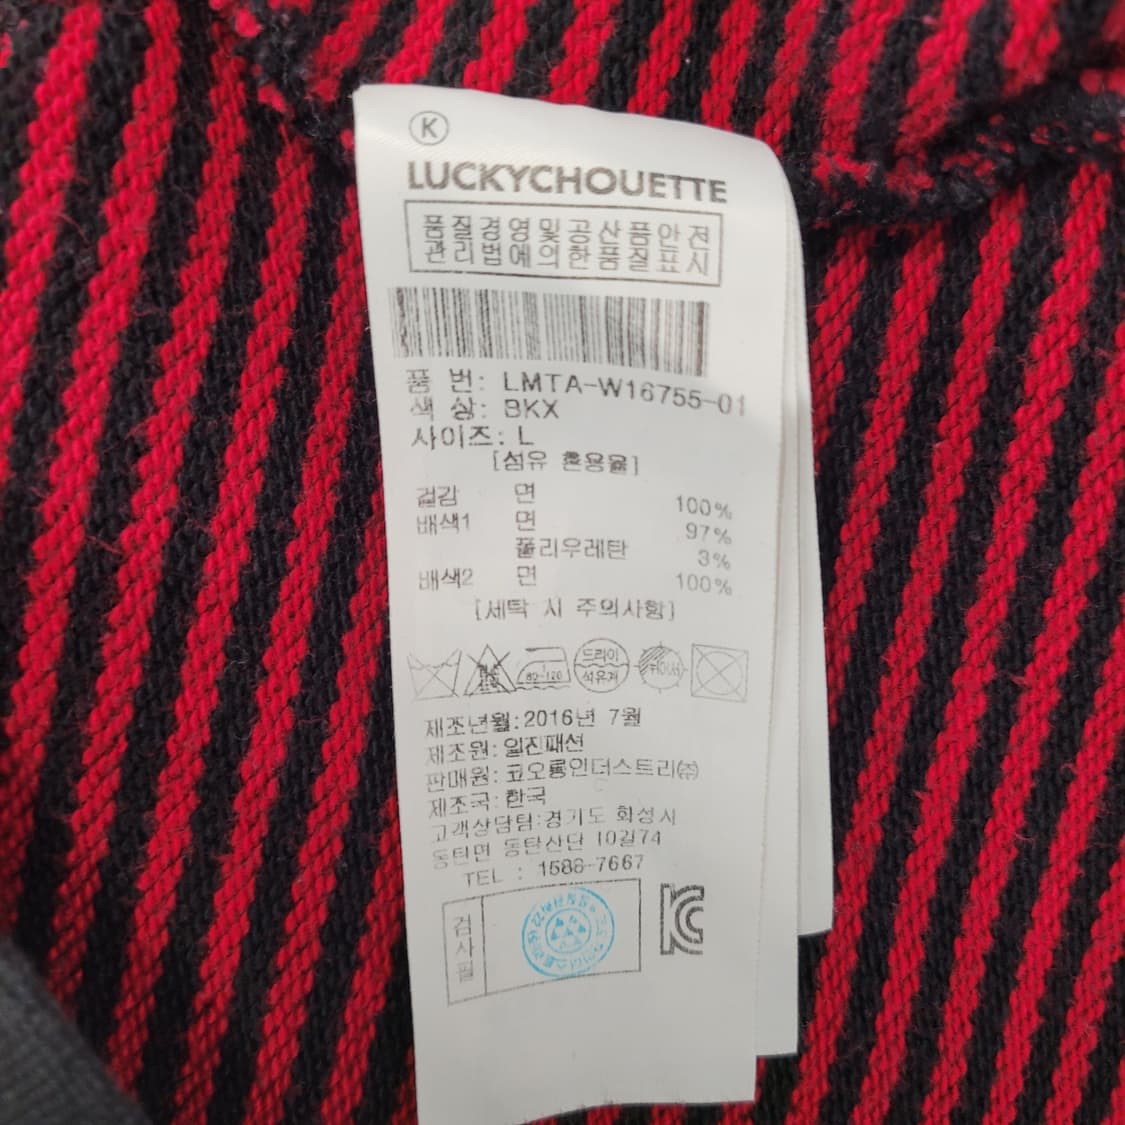 K
LUCKYCHOUETTE
품질경영및공산품안전
관리법에의한품질표시
품 번: LMTA-W16755-01
색 상: BKX
사이즈: L
[섬유 혼용율]
겉감 면 100%
배색1 면 97%
폴리우레탄 3%
배색2 면 100%
[세탁 시 주의사항]
80~120
드라이
석유계
제조년월:2016년 7월
제조원:일진패션
판매원:코오롱인더스트리㈜
제조국:한국
고객상담팀:경기도 화성시
동탄면 동탄산단 10길74
TEL : 1588-7667
검사필